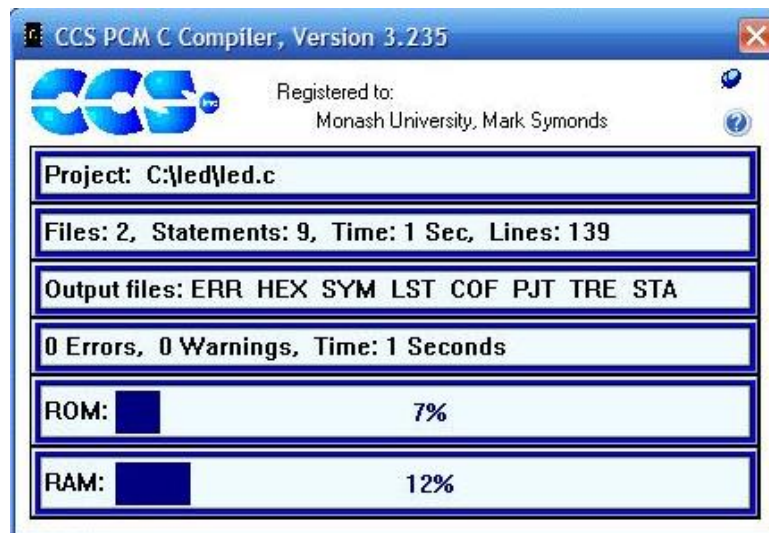 CCS PCM C Compiler, Version 3.235
CCS
Registered to:
Monash University, Mark Symonds
Project: C:\led\led.c
Files: 2, Statements: 9, Time: 1 Sec, Lines: 139
Output files: ERR HEX SYM LST COF PJT TRE STA
0 Errors, 0 Warnings, Time: 1 Seconds
ROM: 7%
RAM: 12%